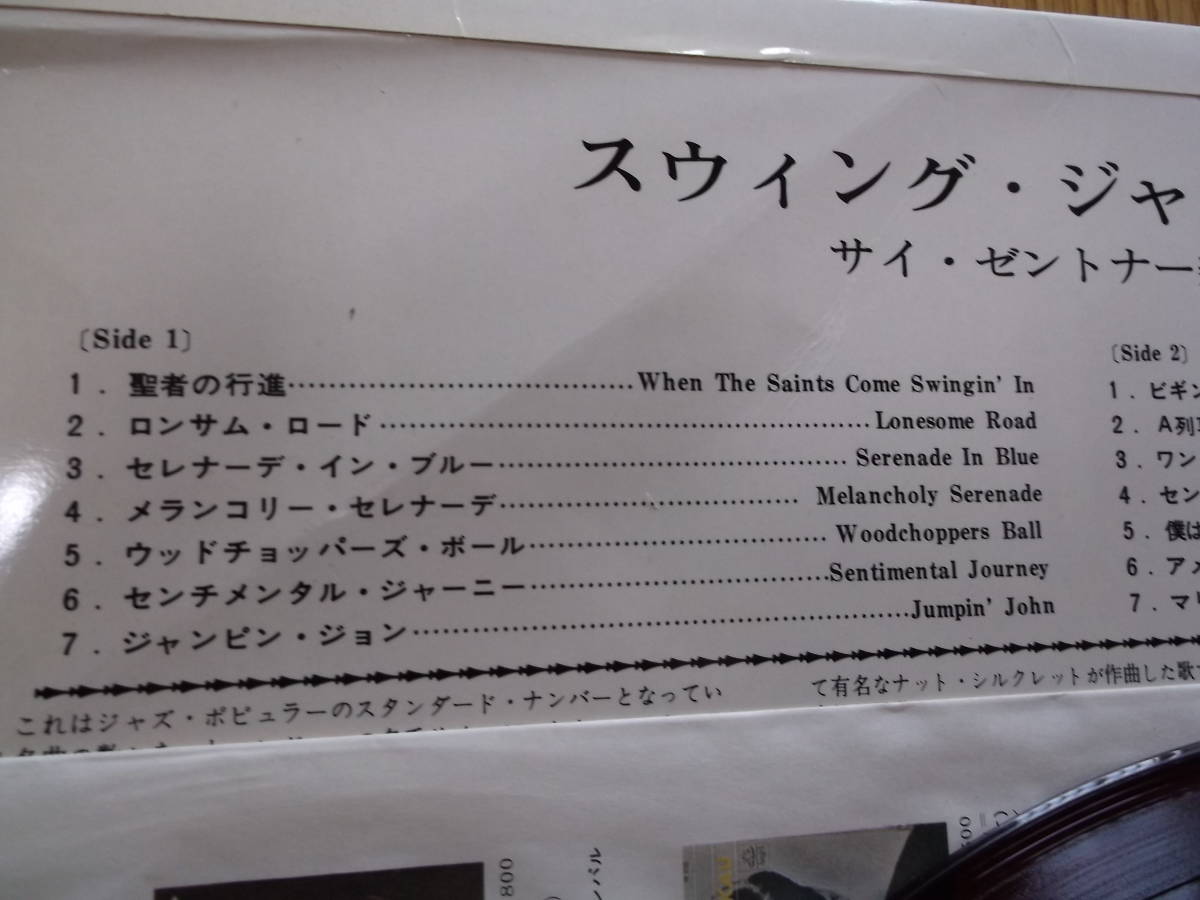 スウィング・ジャ
サイ・ゼントナー
〔Side 1〕
1. 聖者の行進……………………………When The Saints Come Swingin' In
2. ロンサム・ロード……………………………Lonesome Road
3. セレナーデ・イン・ブルー……………………………Serenade In Blue
4. メランコリー・セレナーデ……………………………Melancholy Serenade
5. ウッドチョッパーズ・ボール……………………………Woodchoppers Ball
6. センチメンタル・ジャーニー……………………………Sentimental Journey
7. ジャンピン・ジョン……………………………Jumpin' John
〔Side 2〕
1. ビギン
2. A列
3. ワン
4. セン
5. 僕は
6. アメ
7. マリ
これはジャズ・ポピュラーのスタンダード・ナンバーとなってい
て有名なナット・シルクレットが作曲した歌で
800